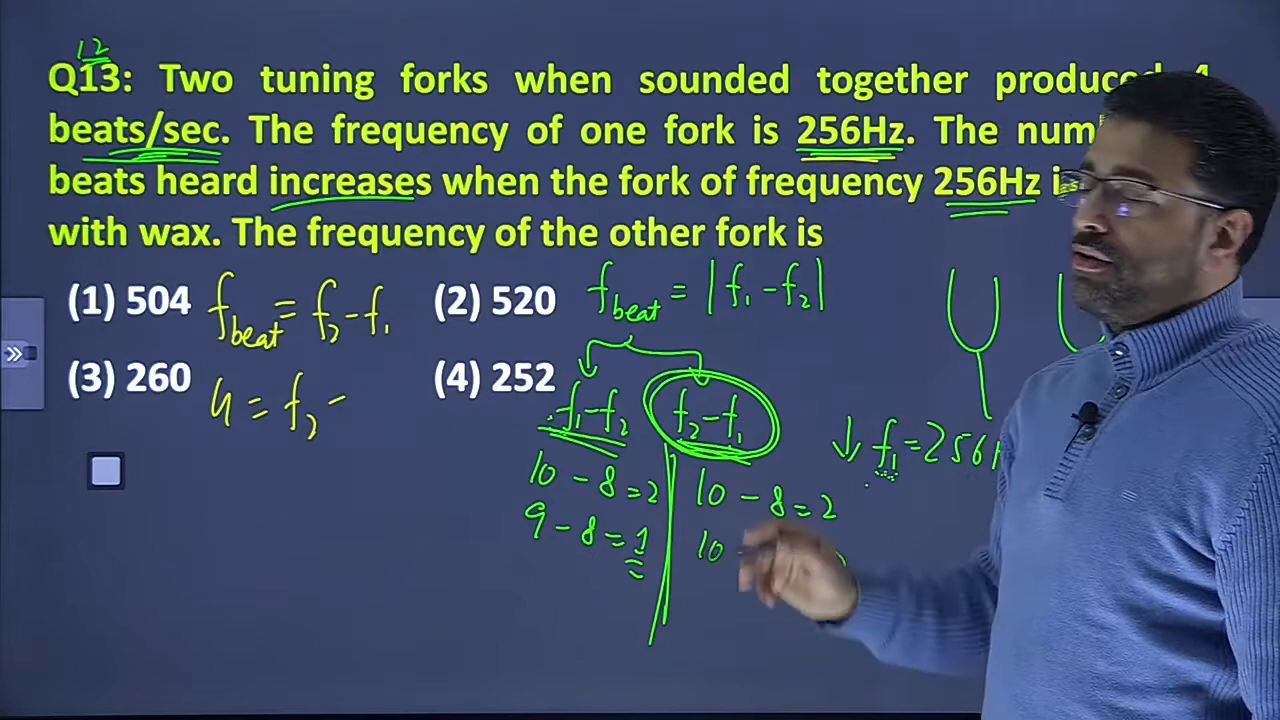 12
Q13: Two tuning forks when sounded together produced 4
beats/sec. The frequency of one fork is 256Hz. The
beats heard increases when the fork of frequency 256Hz
with wax. The frequency of the other fork is
(1) 504
f beat = f2 - f1
(2) 520
f beat = |f1 - f2|
(3) 260
4 = f2 -
(4) 252
f1 - f2
f2 - f1
↓ f1 = 256
10 - 8 = 2
10 - 8 = 2
9 - 8 = 1
10 -